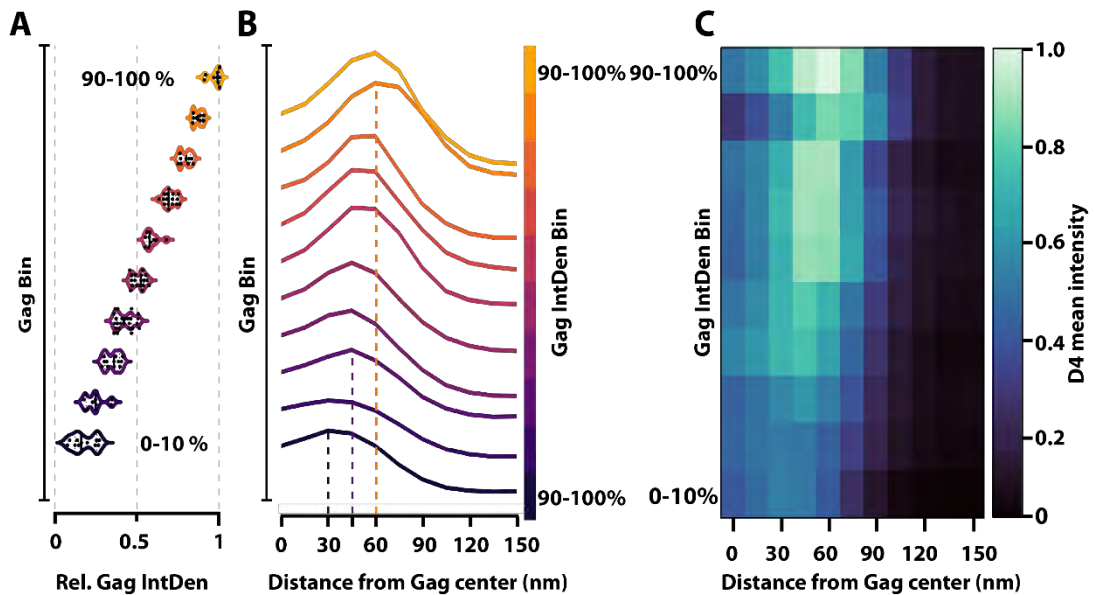 A
90-100 %
0-10 %
Gag Bin
0
0.5
1
Rel. Gag IntDen
B
Gag Bin
0
30
60
90
120
150
Distance from Gag center (nm)
90-100%
90-100%
Gag IntDen Bin
C
90-100%
0-10%
Gag IntDen Bin
0
30
60
90
120
150
Distance from Gag center (nm)
1.0
0.8
0.6
0.4
0.2
0
D4 mean intensity